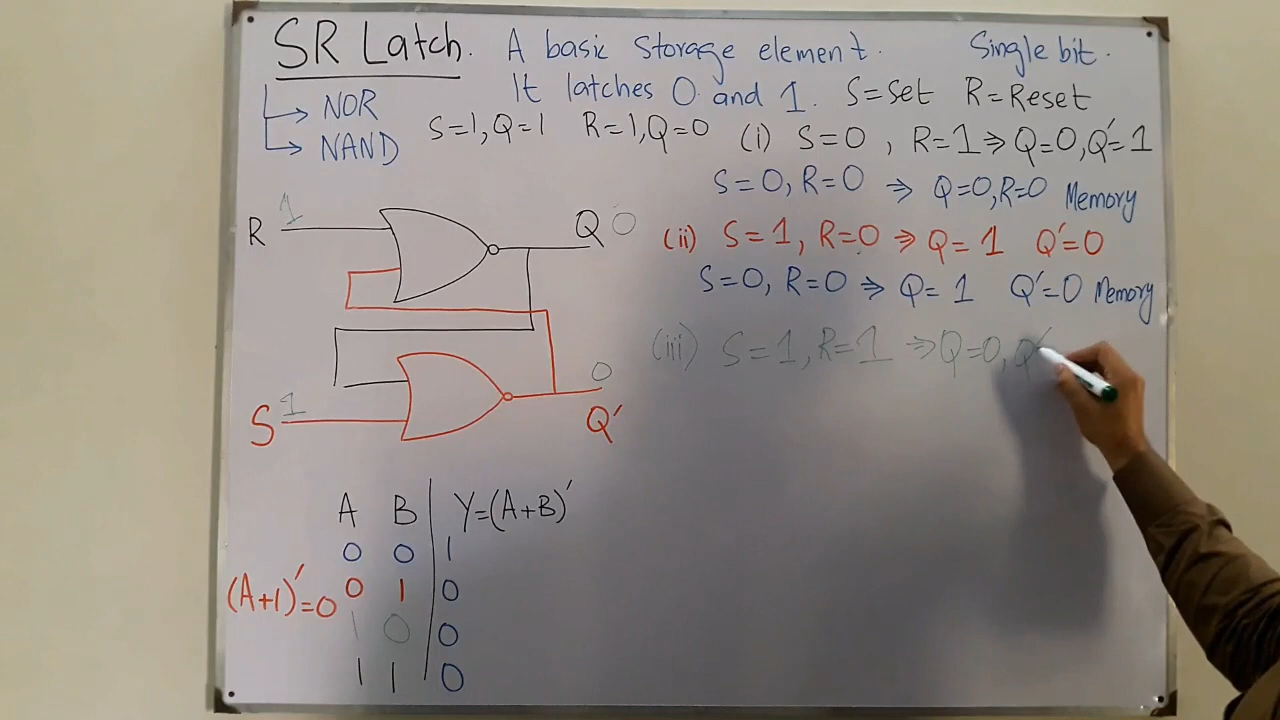 SR Latch. A basic storage element. Single bit.
It latches 0 and 1. S=set R=Reset
NOR
NAND
S=1, Q=1 R=1, Q=0
(i) S=0, R=1 ⇒ Q=0, Q'=1
S=0, R=0 ⇒ Q=0, R=0 Memory
(ii) S=1, R=0 ⇒ Q=1 Q'=0
S=0, R=0 ⇒ Q=1 Q'=0 Memory
(iii) S=1, R=1 ⇒ Q=0, Q'
R 1 Q 0
0
S 1 Q'
A B Y=(A+B)'
0 0 1
(A+1)'=0 0 1 0
1 0 0
1 1 0